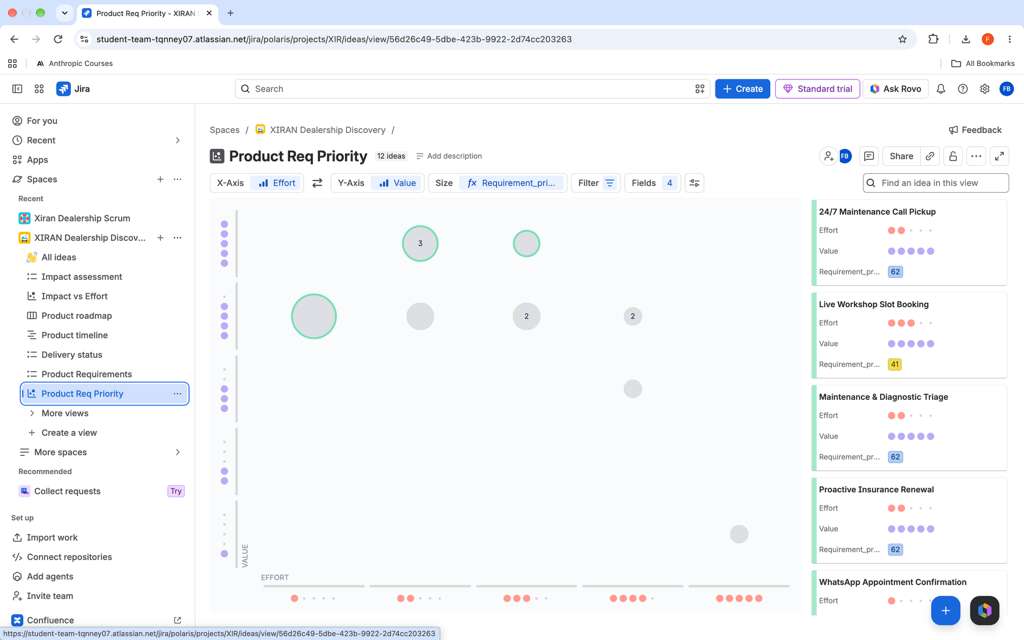 Product Req Priority - XIRAN
student-team-tqnney07.atlassian.net/jira/polaris/projects/XIR/ideas/view/56d26c49-5dbe-423b-9922-2d74cc203263
F
Anthropic Courses
All Bookmarks
Jira
Search
Create
Standard trial
Ask Rovo
FB
For you
Recent
Apps
Spaces
Recent
Xiran Dealership Scrum
XIRAN Dealership Discov...
All ideas
Impact assessment
Impact vs Effort
Product roadmap
Product timeline
Delivery status
Product Requirements
Product Req Priority
More views
Create a view
More spaces
Recommended
Collect requests
Try
Set up
Import work
Connect repositories
Add agents
Invite team
Confluence
https://student-team-tqnney07.atlassian.net/jira/polaris/projects/XIR/ideas/view/56d26c49-5dbe-423b-9922-2d74cc203263
Spaces / XIRAN Dealership Discovery /
Feedback
Product Req Priority
12 ideas
Add description
FB
Share
X-Axis Effort
Y-Axis Value
Size fx Requirement_pri...
Filter
Fields 4
Find an idea in this view
3
2
2
VALUE
EFFORT
24/7 Maintenance Call Pickup
Effort
Value
Requirement_pr... 62
Live Workshop Slot Booking
Effort
Value
Requirement_pr... 41
Maintenance & Diagnostic Triage
Effort
Value
Requirement_pr... 62
Proactive Insurance Renewal
Effort
Value
Requirement_pr... 62
WhatsApp Appointment Confirmation
Effort